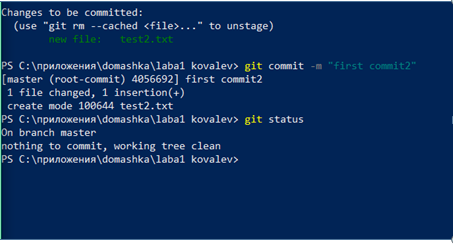 Changes to be committed:
  (use "git rm --cached <file>..." to unstage)
        new file:   test2.txt

PS C:\приложения\domashka\laba1 kovalev> git commit -m "first commit2"
[master (root-commit) 4056692] first commit2
 1 file changed, 1 insertion(+)
 create mode 100644 test2.txt
PS C:\приложения\domashka\laba1 kovalev> git status
On branch master
nothing to commit, working tree clean
PS C:\приложения\domashka\laba1 kovalev>